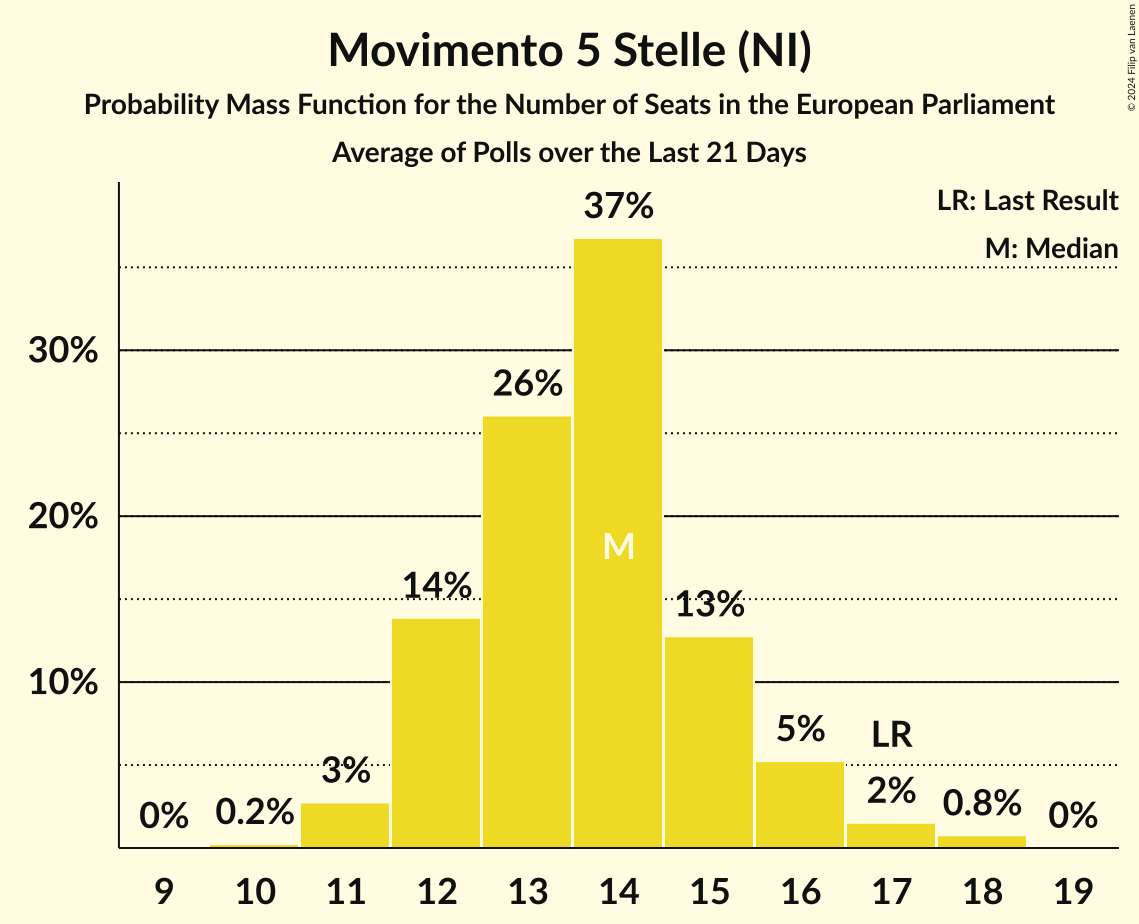 Movimento 5 Stelle (NI)
Probability Mass Function for the Number of Seats in the European Parliament
Average of Polls over the Last 21 Days
© 2024 Filip van Laenen
LR: Last Result
M: Median
37%
30%
26%
20%
M
14%
13%
10%
5%
LR
3%
2%
0%
0.2%
0.8%
0%
9 10 11 12 13 14 15 16 17 18 19